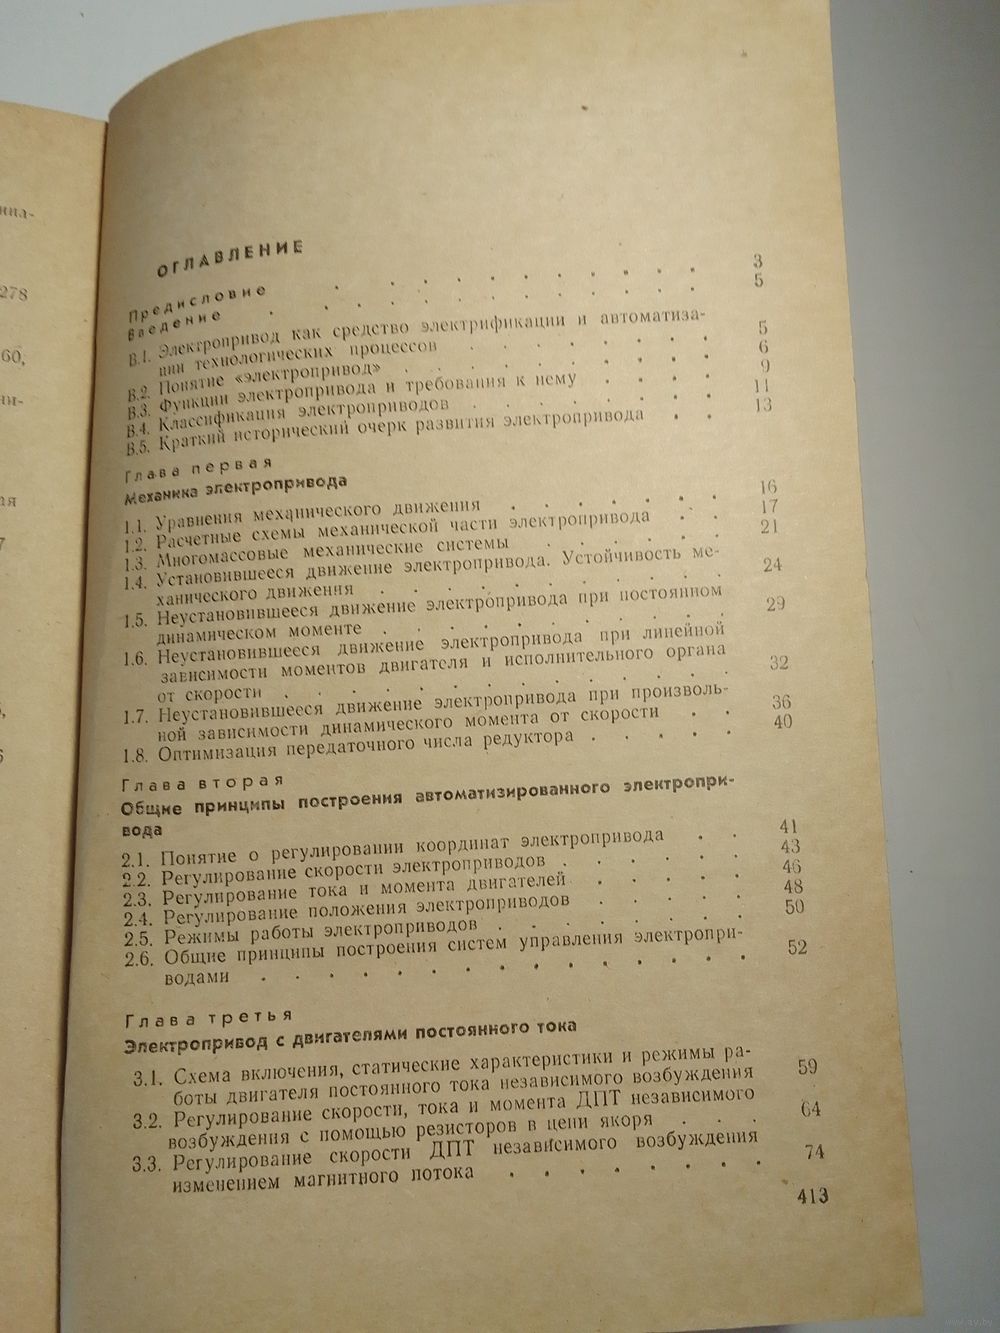 278
60,
ОГЛАВЛЕНИЕ
Предисловие . . . . . . . . . . 3
Введение . . . . . . . . . . . 5
В.1. Электропривод как средство электрификации и автоматиза-
ции технологических процессов . . . . . . . 5
В.2. Понятие «электропривод» . . . . . . . . . 6
В.3. Функции электропривода и требования к нему . . . . 9
В.4. Классификация электроприводов . . . . . . . 11
В.5. Краткий исторический очерк развития электропривода . . 13
Глава первая
Механика электропривода
1.1. Уравнения механического движения . . . . . . 16
1.2. Расчетные схемы механической части электропривода . . 17
1.3. Многомассовые механические системы . . . . . 21
1.4. Установившееся движение электропривода. Устойчивость ме-
ханического движения . . . . . . . . . . 24
1.5. Неустановившееся движение электропривода при постоянном
динамическом моменте . . . . . . . . . . 29
1.6. Неустановившееся движение электропривода при линейной
зависимости моментов двигателя и исполнительного органа
от скорости . . . . . . . . . . . . . 32
1.7. Неустановившееся движение электропривода при произволь-
ной зависимости динамического момента от скорости . . 36
1.8. Оптимизация передаточного числа редуктора . . . . . 40
Глава вторая
Общие принципы построения автоматизированного электропри-
вода
2.1. Понятие о регулировании координат электропривода . . 41
2.2. Регулирование скорости электроприводов . . . . . . 43
2.3. Регулирование тока и момента двигателей . . . . . 46
2.4. Регулирование положения электроприводов . . . . . 48
2.5. Режимы работы электроприводов . . . . . . . . 50
2.6. Общие принципы построения систем управления электропри-
водами . . . . . . . . . . . . . . . 52
Глава третья
Электропривод с двигателями постоянного тока
3.1. Схема включения, статические характеристики и режимы ра-
боты двигателя постоянного тока независимого возбуждения 59
3.2. Регулирование скорости, тока и момента ДПТ независимого
возбуждения с помощью резисторов в цепи якоря . . . 64
3.3. Регулирование скорости ДПТ независимого возбуждения
изменением магнитного потока . . . . . . . . 74
413
www.ay.by